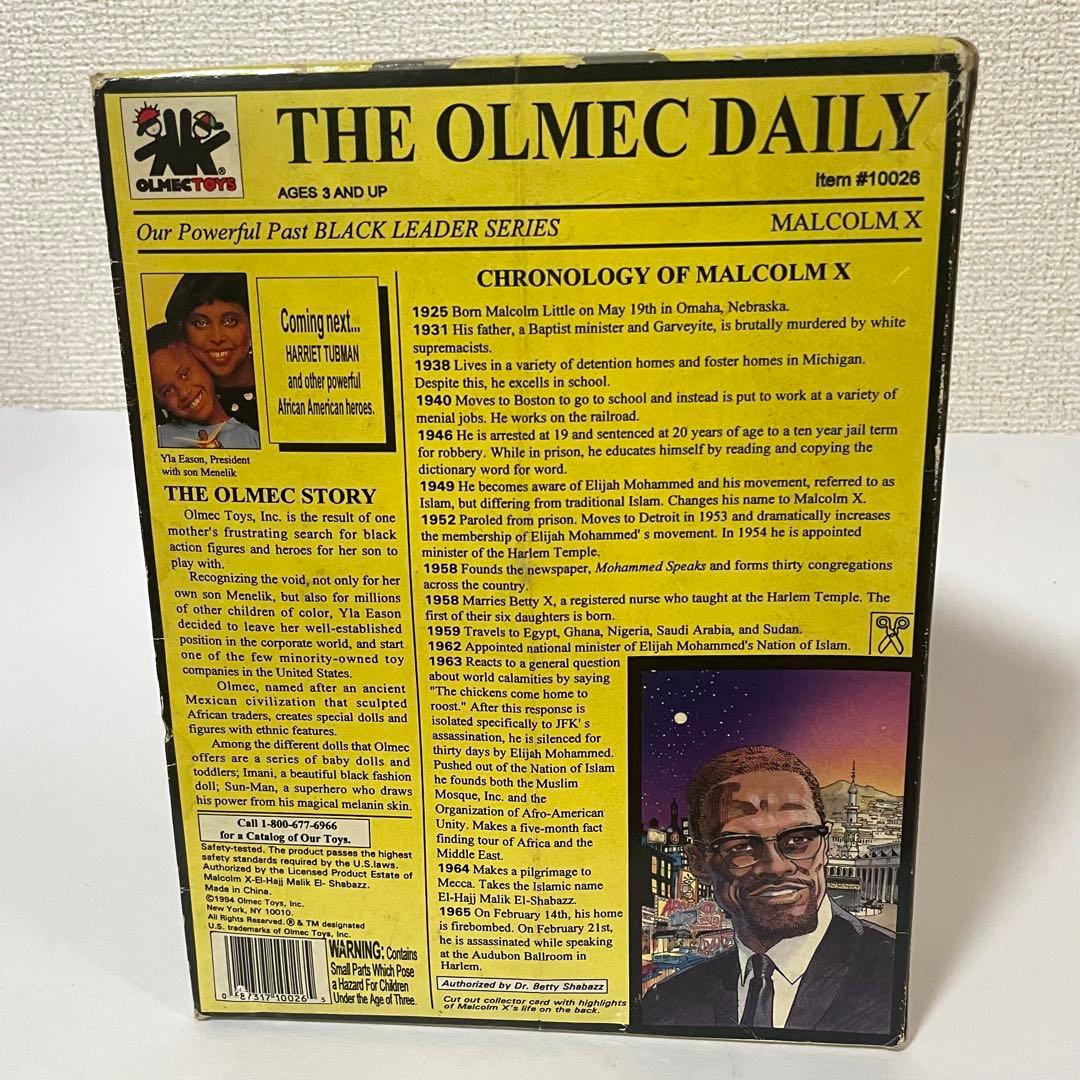 OLMECTOYS®
THE OLMEC DAILY
AGES 3 AND UP
Item #10026
Our Powerful Past BLACK LEADER SERIES
MALCOLM X
Coming next...
HARRIET TUBMAN
and other powerful
African American heroes.
Yla Eason, President
with son Menelik
THE OLMEC STORY
Olmec Toys, Inc. is the result of one
mother's frustrating search for black
action figures and heroes for her son to
play with.
Recognizing the void, not only for her
own son Menelik, but also for millions
of other children of color, Yla Eason
decided to leave her well-established
position in the corporate world, and start
one of the few minority-owned toy
companies in the United States.
Olmec, named after an ancient
Mexican civilization that sculpted
African traders, creates special dolls and
figures with ethnic features.
Among the different dolls that Olmec
offers are a series of baby dolls and
toddlers; Imani, a beautiful black fashion
doll; Sun-Man, a superhero who draws
his power from his magical melanin skin.
Call 1-800-677-6966
for a Catalog of Our Toys.
Safety-tested. The product passes the highest
safety standards required by the U.S.laws.
Authorized by the Licensed Product Estate of
Malcolm X-El-Hajj Malik El- Shabazz.
Made in China.
©1994 Olmec Toys, Inc.
New York, NY 10010.
All Rights Reserved. ® & TM designated
U.S. trademarks of Olmec Toys, Inc.
0 87317 10026 5
WARNING: Contains
Small Parts Which Pose
a Hazard For Children
Under the Age of Three.
CHRONOLOGY OF MALCOLM X
1925 Born Malcolm Little on May 19th in Omaha, Nebraska.
1931 His father, a Baptist minister and Garveyite, is brutally murdered by white
supremacists.
1938 Lives in a variety of detention homes and foster homes in Michigan.
Despite this, he excells in school.
1940 Moves to Boston to go to school and instead is put to work at a variety of
menial jobs. He works on the railroad.
1946 He is arrested at 19 and sentenced at 20 years of age to a ten year jail term
for robbery. While in prison, he educates himself by reading and copying the
dictionary word for word.
1949 He becomes aware of Elijah Mohammed and his movement, referred to as
Islam, but differing from traditional Islam. Changes his name to Malcolm X.
1952 Paroled from prison. Moves to Detroit in 1953 and dramatically increases
the membership of Elijah Mohammed' s movement. In 1954 he is appointed
minister of the Harlem Temple.
1958 Founds the newspaper, Mohammed Speaks and forms thirty congregations
across the country.
1958 Marries Betty X, a registered nurse who taught at the Harlem Temple. The
first of their six daughters is born.
1959 Travels to Egypt, Ghana, Nigeria, Saudi Arabia, and Sudan.
1962 Appointed national minister of Elijah Mohammed's Nation of Islam.
1963 Reacts to a general question
about world calamities by saying
"The chickens come home to
roost." After this response is
isolated specifically to JFK' s
assassination, he is silenced for
thirty days by Elijah Mohammed.
Pushed out of the Nation of Islam
he founds both the Muslim
Mosque, Inc. and the
Organization of Afro-American
Unity. Makes a five-month fact
finding tour of Africa and the
Middle East.
1964 Makes a pilgrimage to
Mecca. Takes the Islamic name
El-Hajj Malik El-Shabazz.
1965 On February 14th, his home
is firebombed. On February 21st,
he is assassinated while speaking
at the Audubon Ballroom in
Harlem.
Authorized by Dr. Betty Shabazz
Cut out collector card with highlights
of Malcolm X's life on the back.